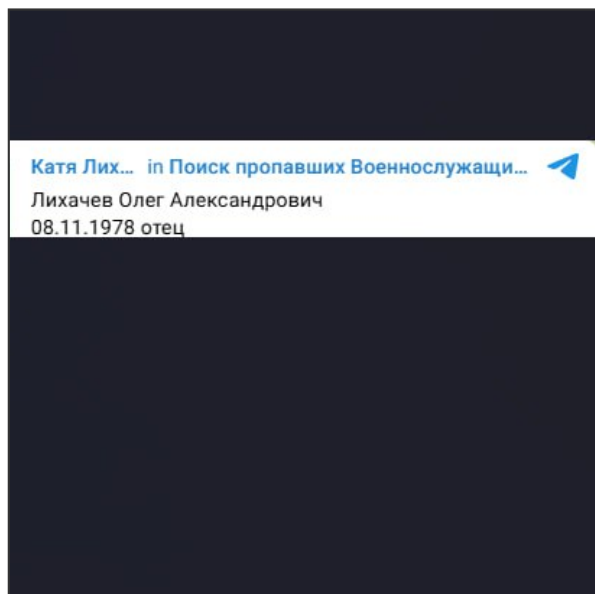 Катя Лих... in Поиск пропавших Военнослужащи...
Лихачев Олег Александрович
08.11.1978 отец